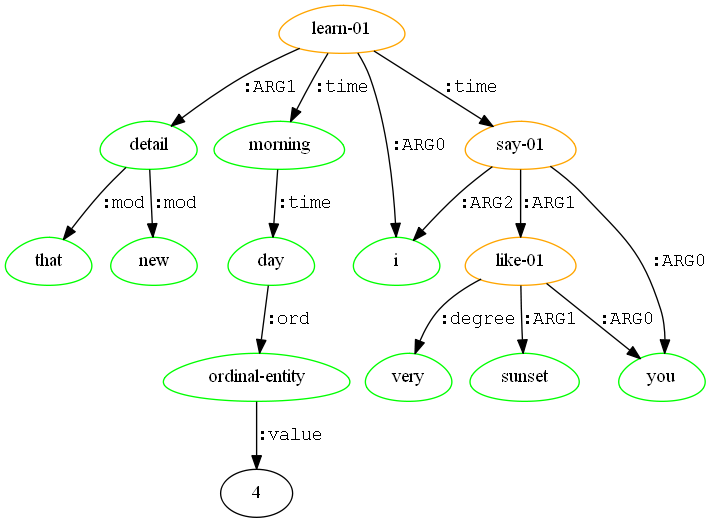 learn-01
:ARG1 :time :ARG0 :time
detail morning say-01
:mod :mod :time :ARG2 :ARG1 :ARG0
that new day i like-01
:ord :degree :ARG1 :ARG0
ordinal-entity very sunset you
:value
4